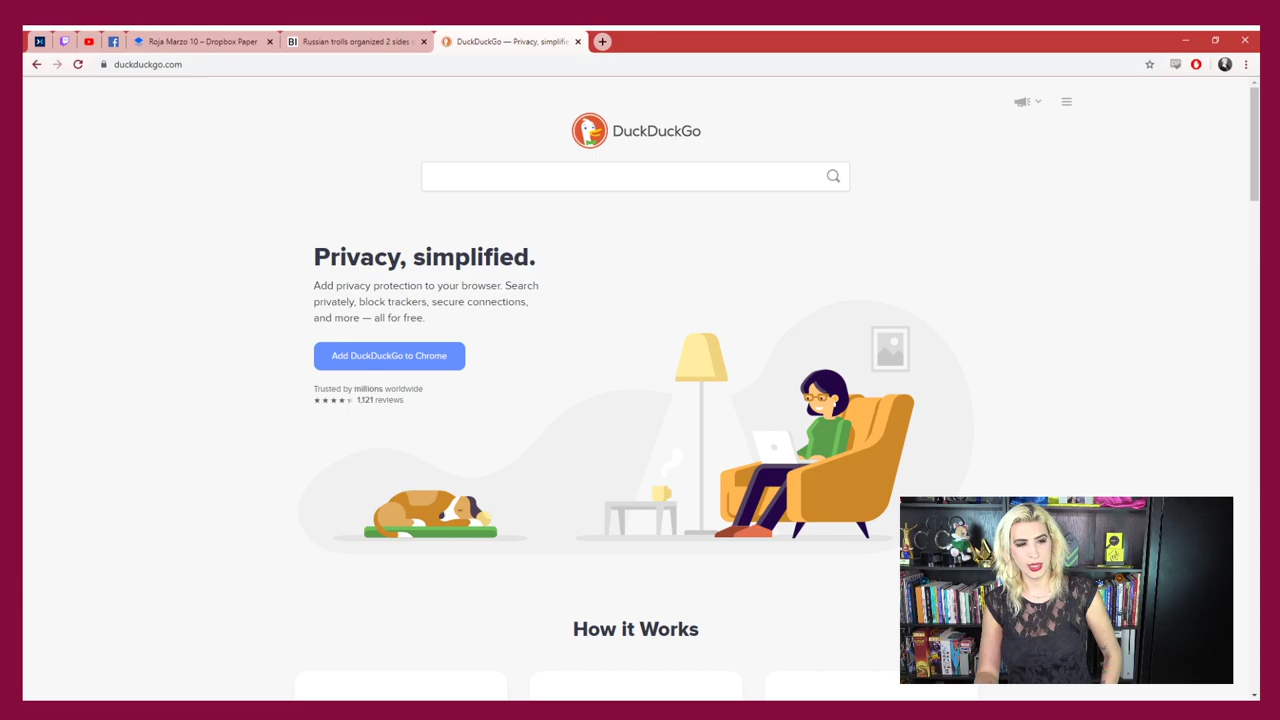 Roja Marzo 10 – Dropbox Paper
BI
Russian trolls organized 2 sides o
DuckDuckGo — Privacy, simplifie
duckduckgo.com
DuckDuckGo
Privacy, simplified.
Add privacy protection to your browser. Search
privately, block trackers, secure connections,
and more — all for free.
Add DuckDuckGo to Chrome
Trusted by millions worldwide
1,121 reviews
How it Works